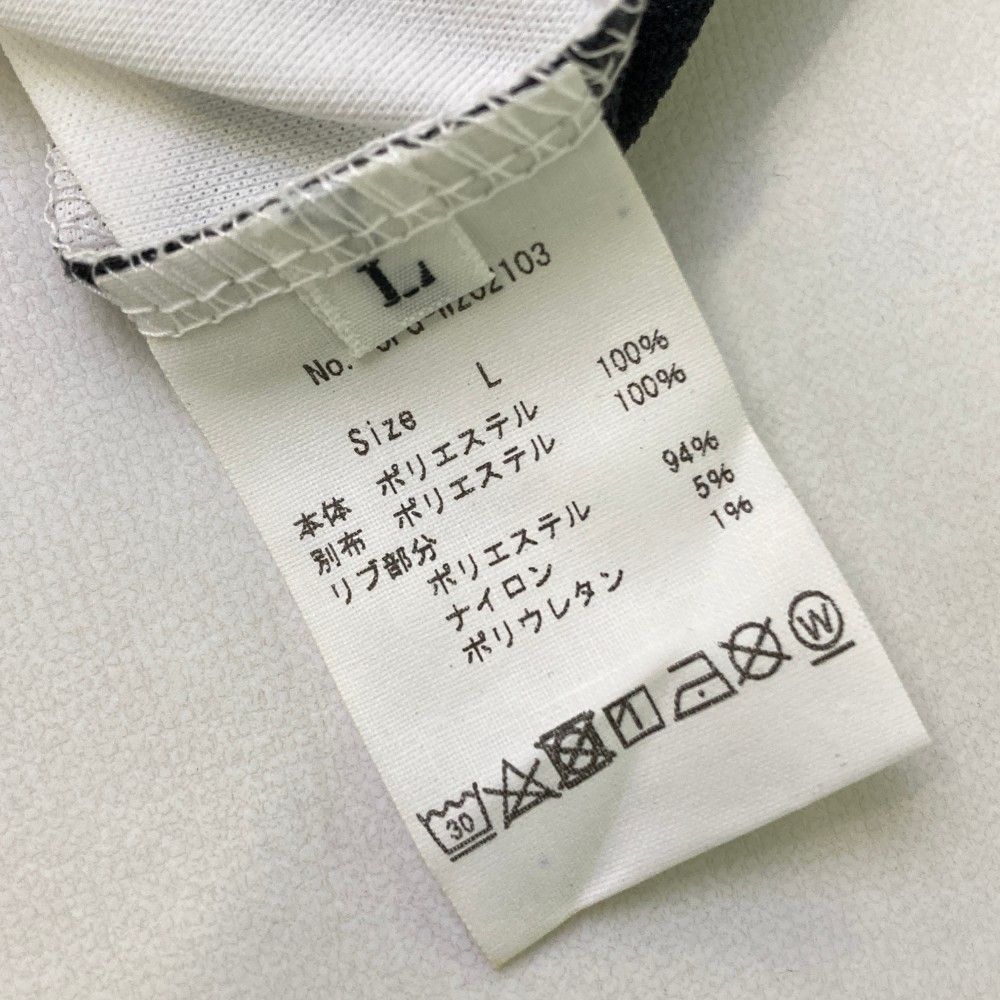 L
No.
2103
Size L
本体 ポリエステル 100%
別布 ポリエステル 100%
リブ部分
ポリエステル 94%
ナイロン 5%
ポリウレタン 1%
30
W